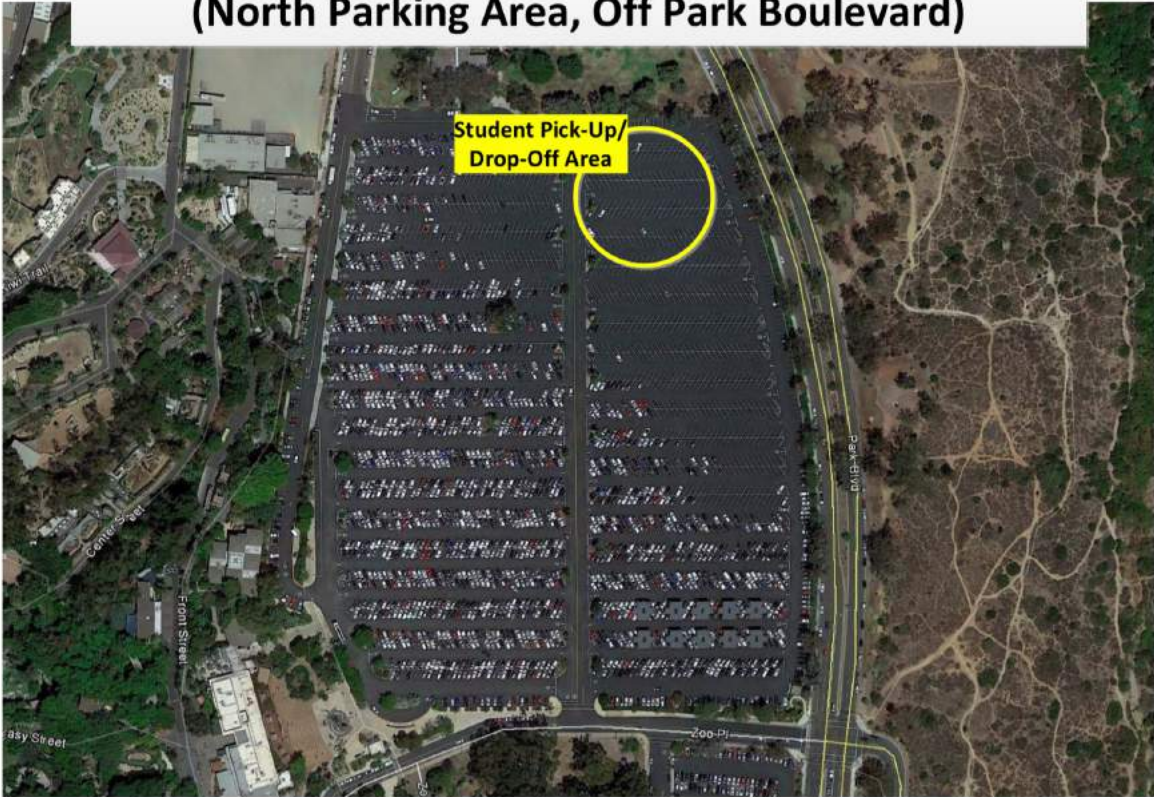 (North Parking Area, Off Park Boulevard)
Student Pick-Up/
Drop-Off Area
Park Blvd
Center Street
Front Street
Zoo Pl